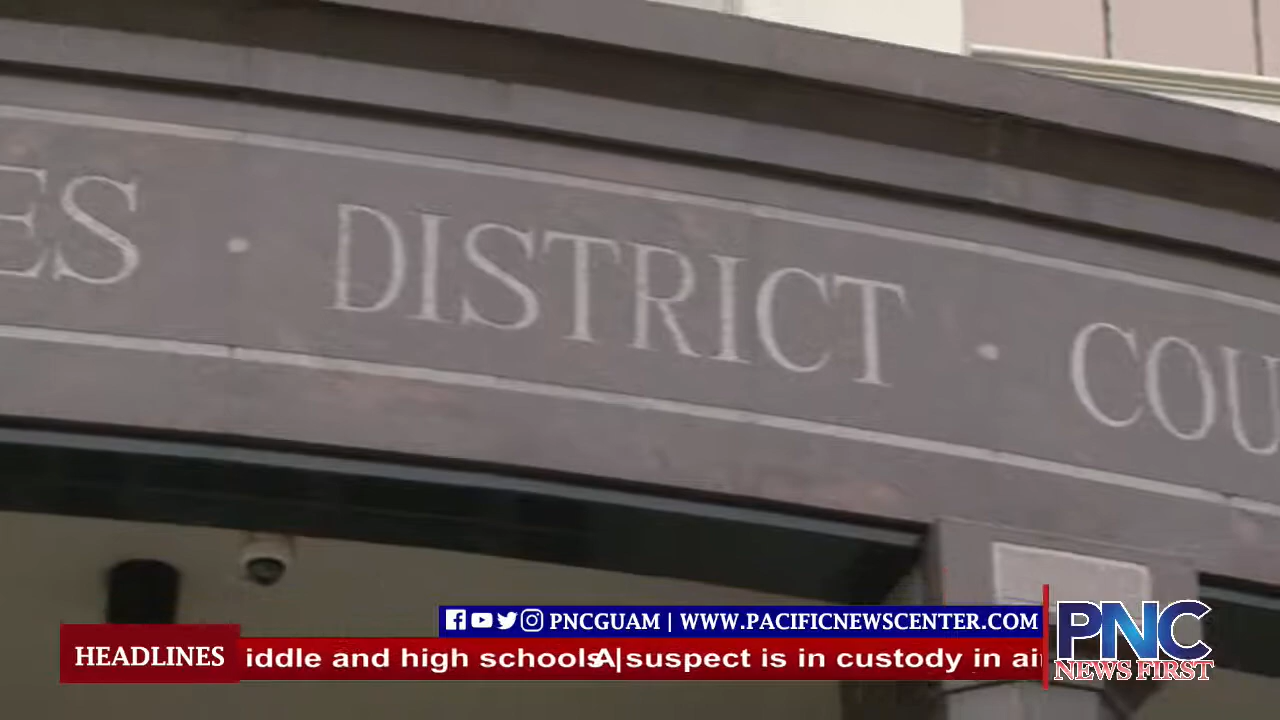 ES · DISTRICT · COU
PNCGUAM | WWW.PACIFICNEWSCENTER.COM
PNC
NEWS FIRST
HEADLINES
iddle and high schools A| suspect is in custody in ai